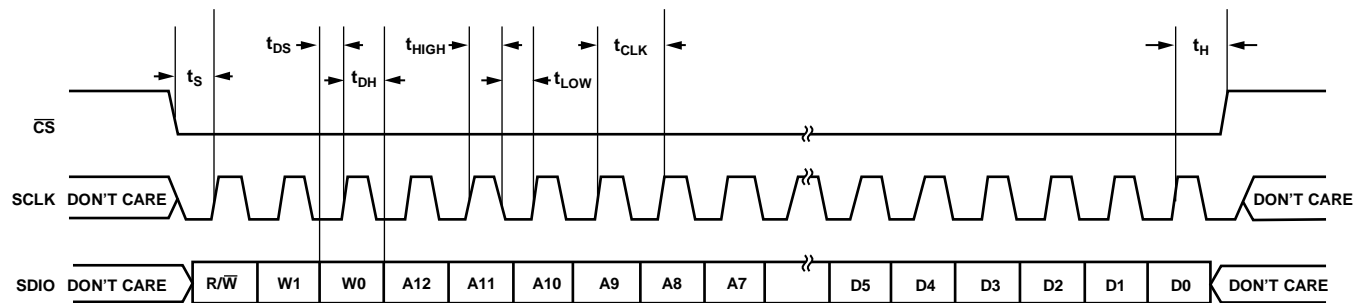 tDS tHIGH tCLK tH
tS tDH tLOW
CS
SCLK DON'T CARE DON'T CARE
SDIO DON'T CARE R/W W1 W0 A12 A11 A10 A9 A8 A7 D5 D4 D3 D2 D1 D0 DON'T CARE